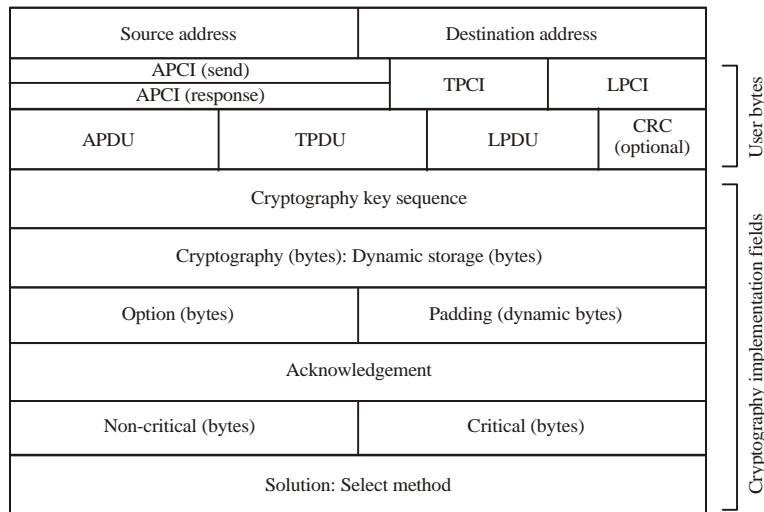 Source address
Destination address
APCI (send)
APCI (response)
TPCI
LPCI
APDU
TPDU
LPDU
CRC
(optional)
User bytes
Cryptography key sequence
Cryptography (bytes): Dynamic storage (bytes)
Option (bytes)
Padding (dynamic bytes)
Acknowledgement
Non-critical (bytes)
Critical (bytes)
Solution: Select method
Cryptography implementation fields